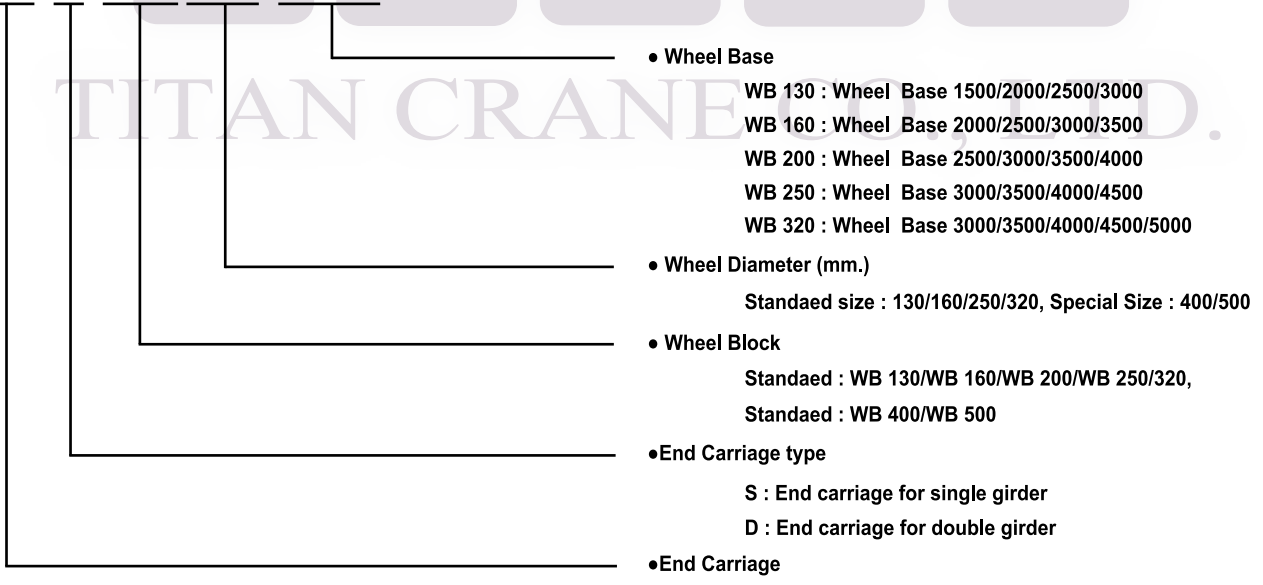 ● Wheel Base
WB 130 : Wheel Base 1500/2000/2500/3000
TITAN CRANE CO., LTD.
WB 160 : Wheel Base 2000/2500/3000/3500
WB 200 : Wheel Base 2500/3000/3500/4000
WB 250 : Wheel Base 3000/3500/4000/4500
WB 320 : Wheel Base 3000/3500/4000/4500/5000
● Wheel Diameter (mm.)
Standaed size : 130/160/250/320, Special Size : 400/500
● Wheel Block
Standaed : WB 130/WB 160/WB 200/WB 250/320,
Standaed : WB 400/WB 500
●End Carriage type
S : End carriage for single girder
D : End carriage for double girder
●End Carriage